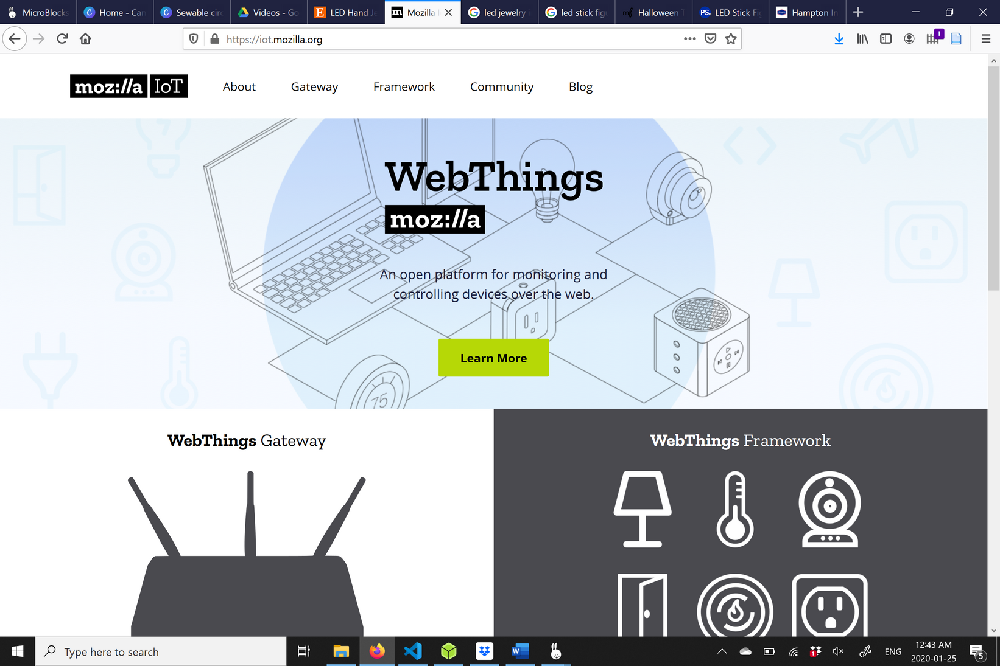 MicroBlocks
Home - Can
Sewable circ
Videos - Goo
LED Hand Je
Mozilla I
led jewelry i
led stick figu
Halloween T
LED Stick Fig
Hampton In
https://iot.mozilla.org
moz://a IoT
About
Gateway
Framework
Community
Blog
WebThings
moz://a
An open platform for monitoring and
controlling devices over the web.
75
Learn More
WebThings Gateway
WebThings Framework
Type here to search
ENG
12:43 AM
2020-01-25
5